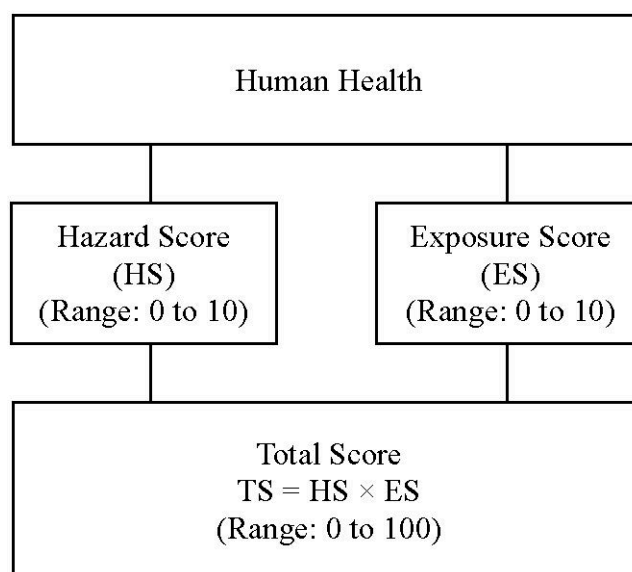 Human Health
Hazard Score
(HS)
(Range: 0 to 10)
Exposure Score
(ES)
(Range: 0 to 10)
Total Score
TS = HS × ES
(Range: 0 to 100)